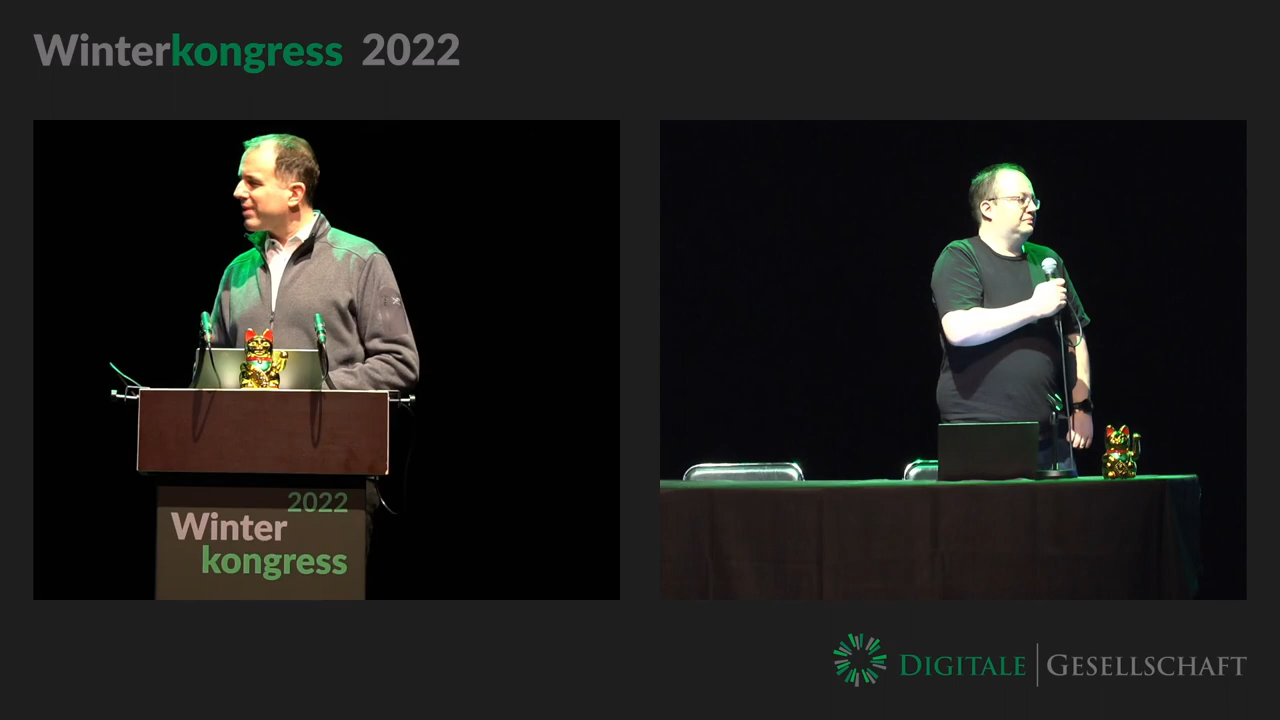 Winterkongress 2022
2022
Winter
kongress
DIGITALE GESELLSCHAFT